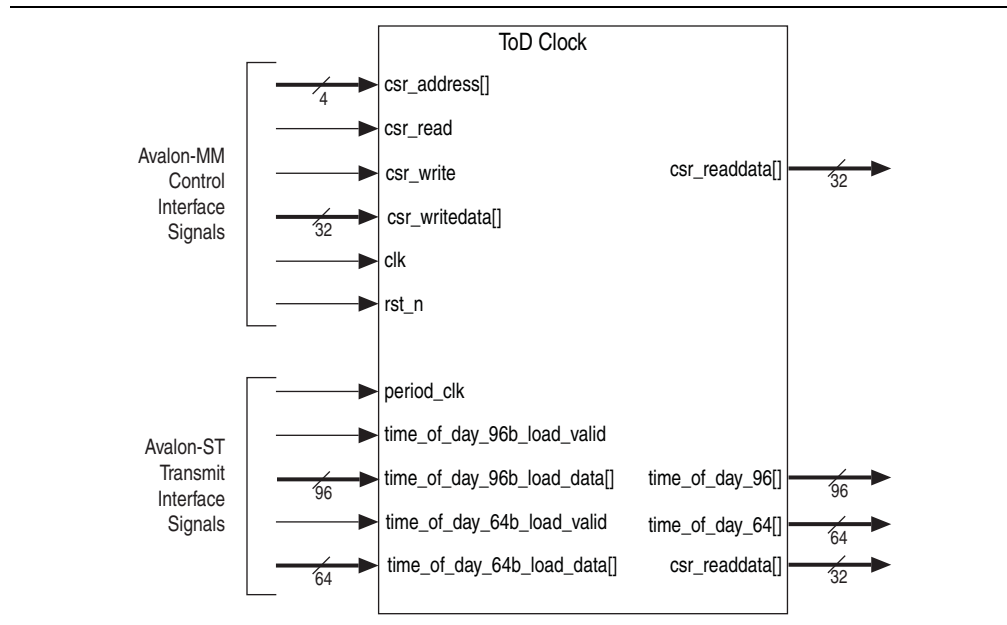 ToD Clock
Avalon-MM
Control
Interface
Signals
csr_address[]
4
csr_read
csr_write
csr_writedata[]
32
clk
rst_n
csr_readdata[]
32
Avalon-ST
Transmit
Interface
Signals
period_clk
time_of_day_96b_load_valid
time_of_day_96b_load_data[]
96
time_of_day_64b_load_valid
time_of_day_64b_load_data[]
64
time_of_day_96[]
96
time_of_day_64[]
64
csr_readdata[]
32